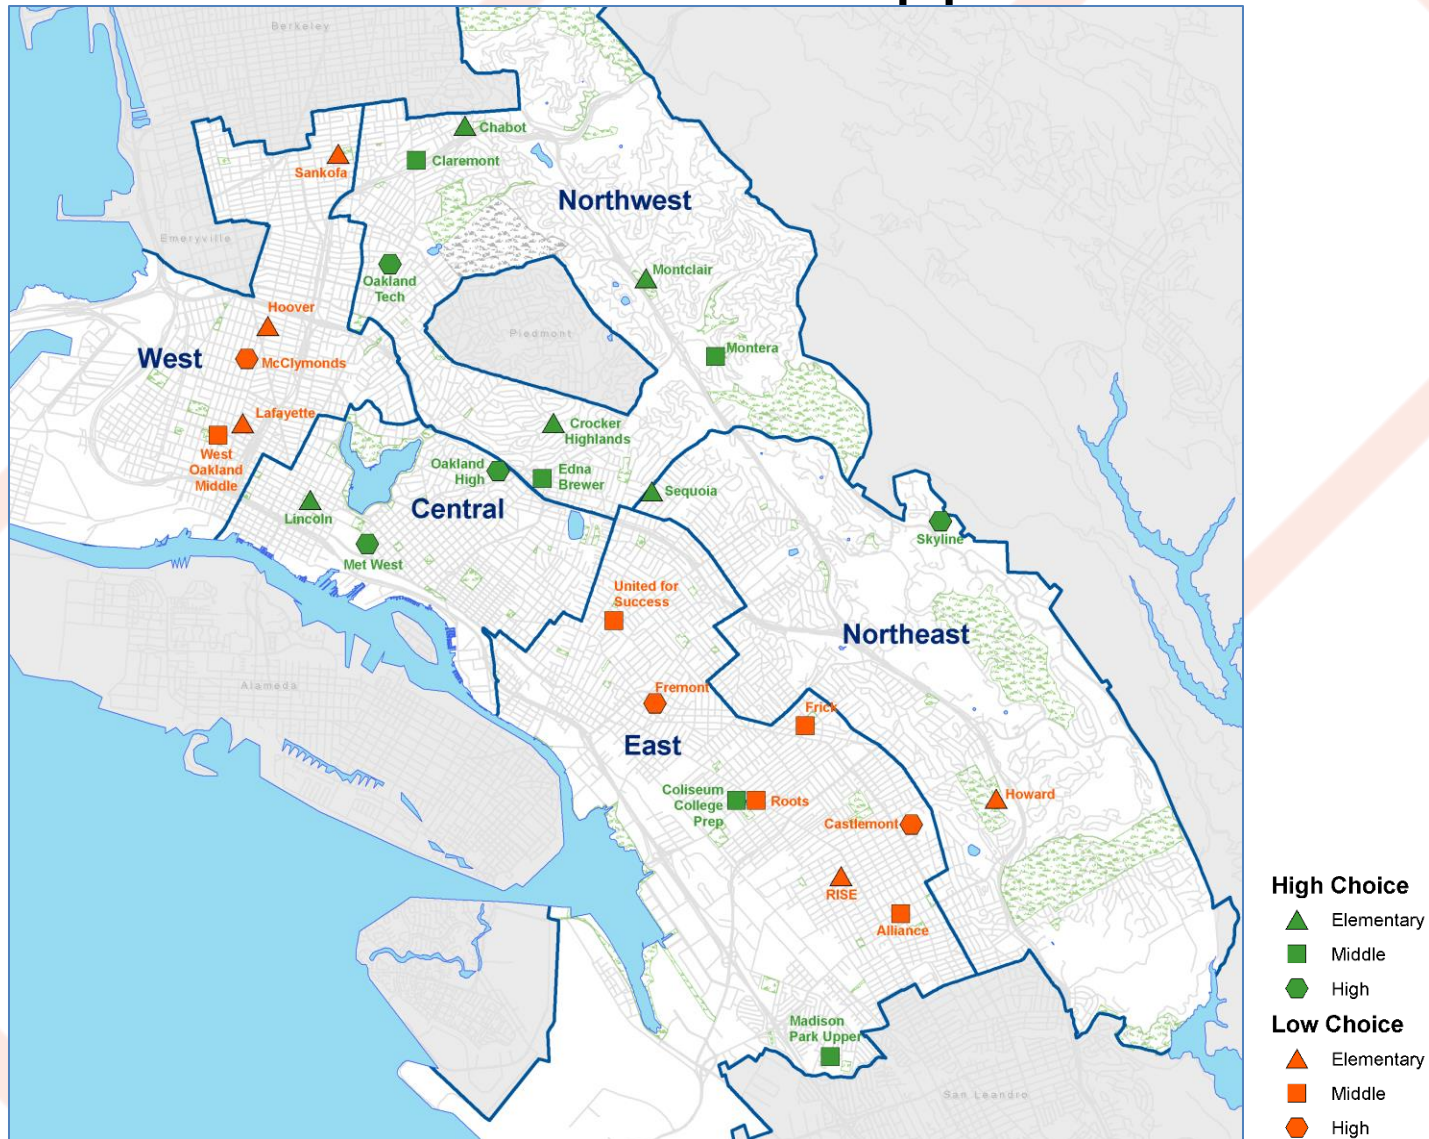 Berkeley
Chabot
Claremont
Sankofa
Northwest
Emeryville
Oakland
Tech
Montclair
Hoover
Piedmont
Montera
West
McClymonds
Lafayette
West
Oakland
Middle
Crocker
Highlands
Oakland
High
Edna
Brewer
Sequoia
Central
Lincoln
Skyline
Met West
United for
Success
Northeast
Alameda
Fremont
Frick
East
Coliseum
College
Prep
Roots
Howard
Castlemont
RISE
Alliance
Madison
Park Upper
San Leandro
High Choice
Elementary
Middle
High
Low Choice
Elementary
Middle
High